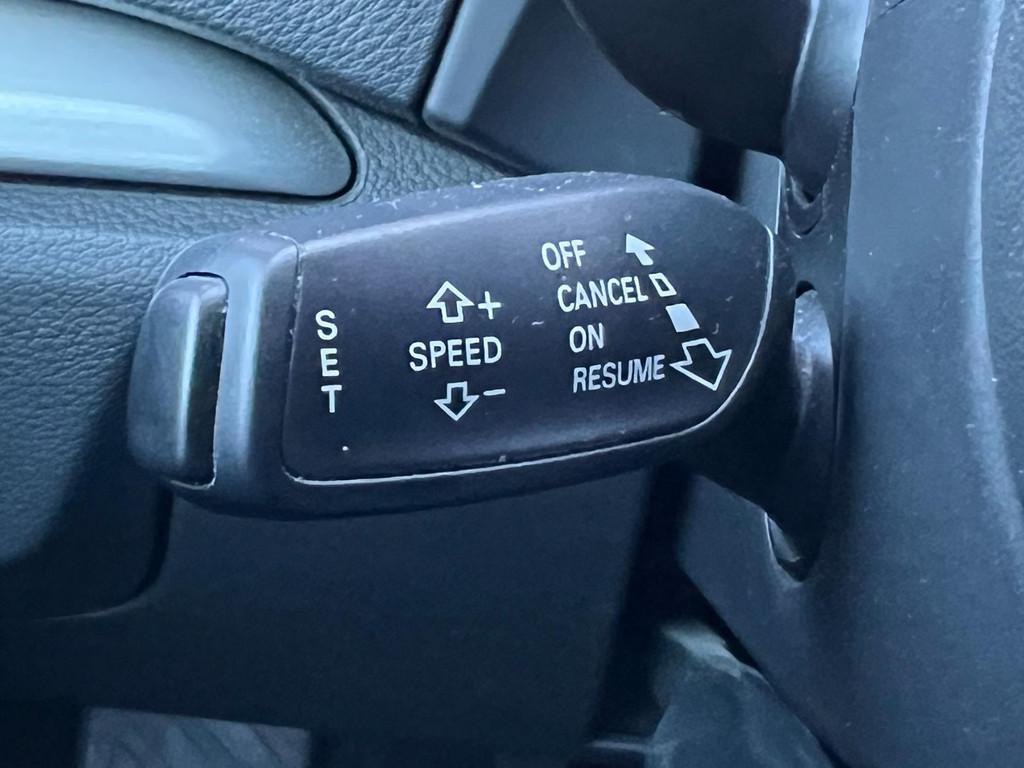 SET
+
SPEED
-
OFF
CANCEL
ON
RESUME